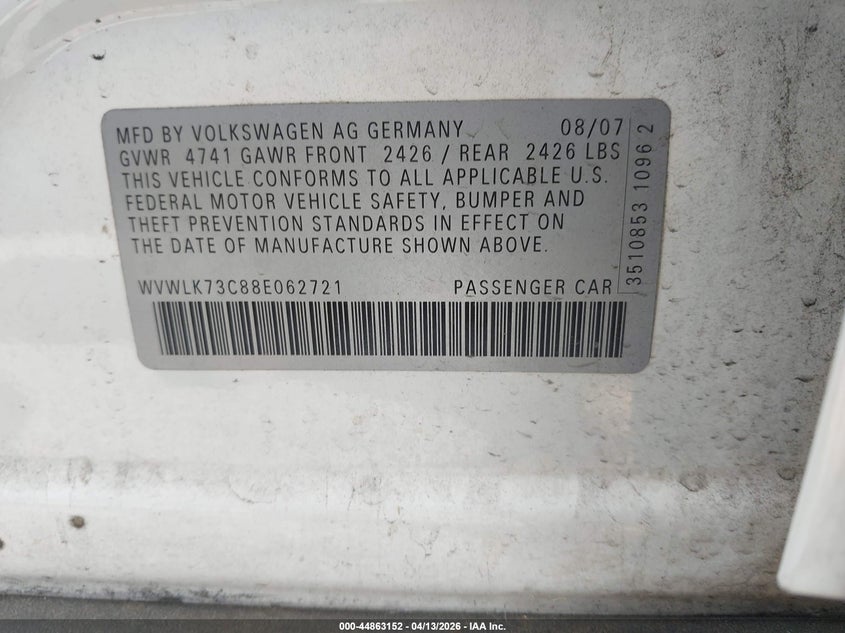 MFD BY VOLKSWAGEN AG GERMANY 08/07
GVWR 4741 GAWR FRONT 2426 / REAR 2426 LBS
THIS VEHICLE CONFORMS TO ALL APPLICABLE U.S.
FEDERAL MOTOR VEHICLE SAFETY, BUMPER AND
THEFT PREVENTION STANDARDS IN EFFECT ON
THE DATE OF MANUFACTURE SHOWN ABOVE.
WVWLK73C88E062721 PASSENGER CAR
3510853 1096 2
000-44863152 - 04/13/2026 - IAA Inc.